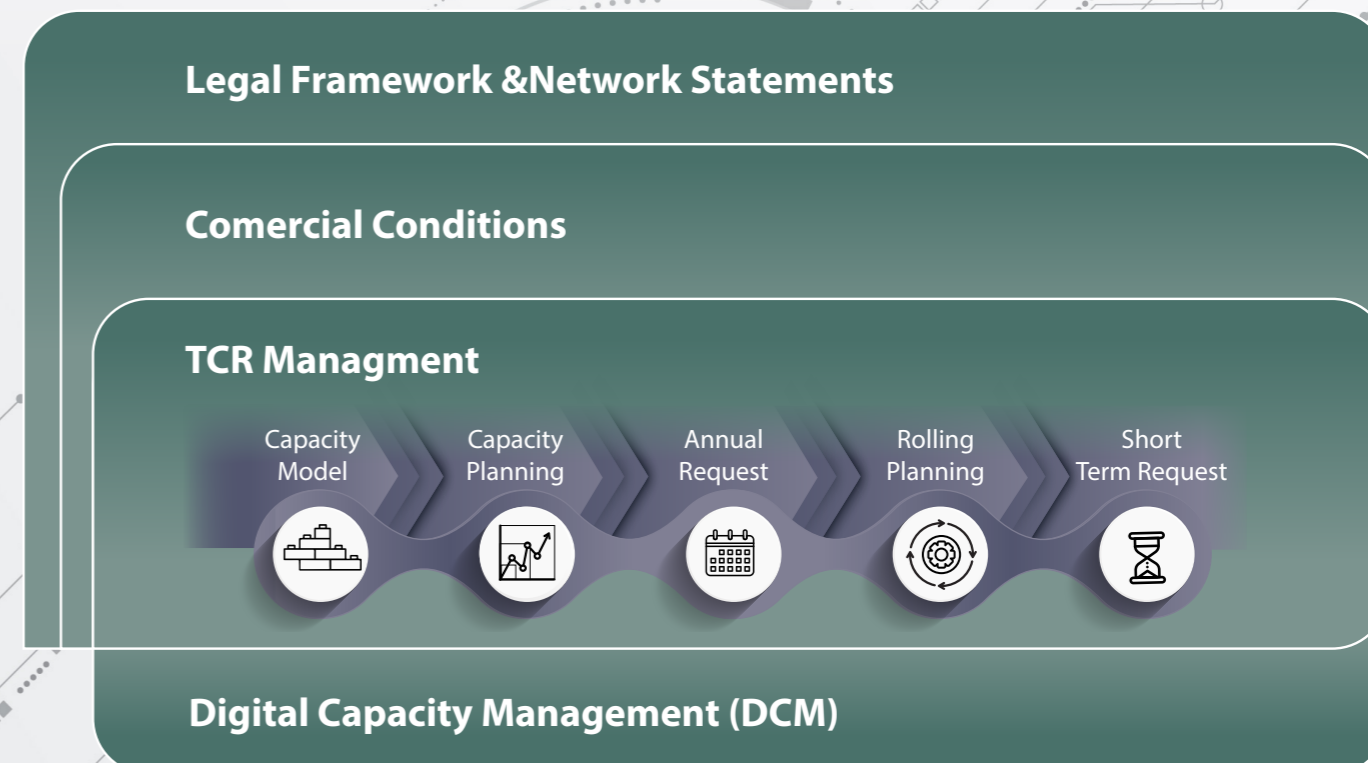 Legal Framework &Network Statements
Comercial Conditions
TCR Managment
Capacity
Model
Capacity
Planning
Annual
Request
Rolling
Planning
Short
Term Request
Digital Capacity Management (DCM)